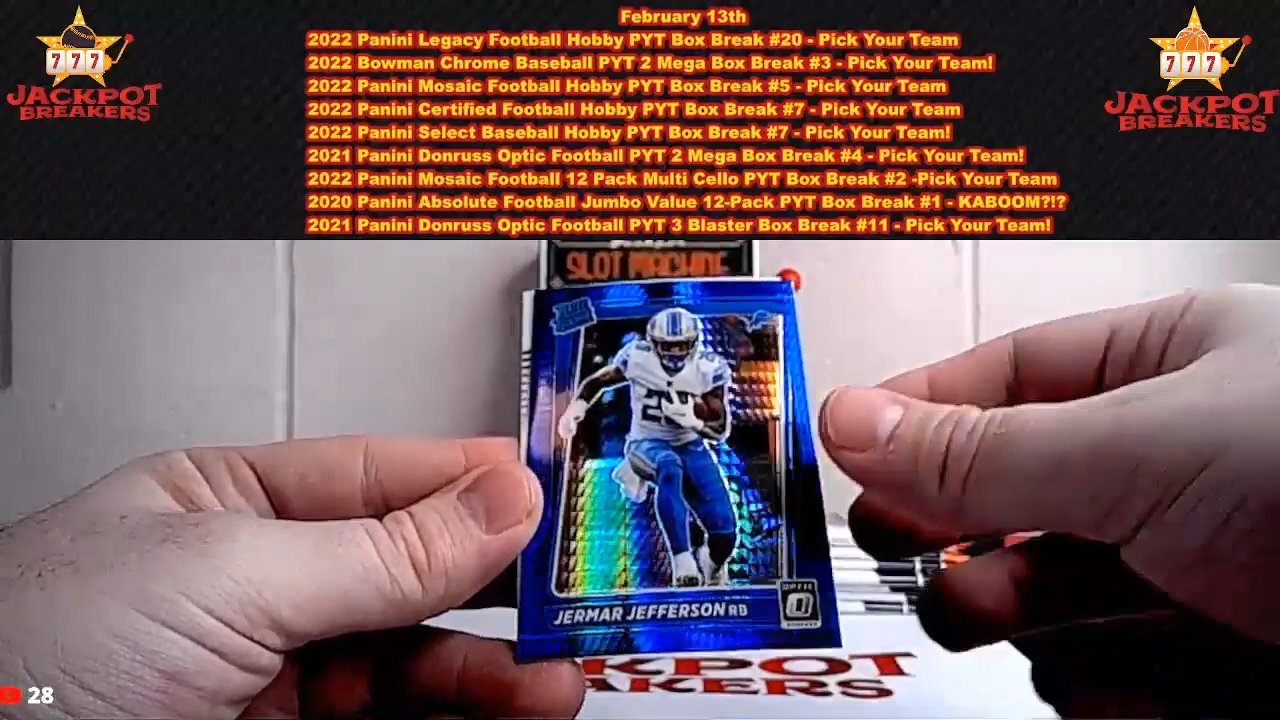 February 13th
2022 Panini Legacy Football Hobby PYT Box Break #20 - Pick Your Team
2022 Bowman Chrome Baseball PYT 2 Mega Box Break #3 - Pick Your Team!
2022 Panini Mosaic Football Hobby PYT Box Break #5 - Pick Your Team
2022 Panini Certified Football Hobby PYT Box Break #7 - Pick Your Team
2022 Panini Select Baseball Hobby PYT Box Break #7 - Pick Your Team!
2021 Panini Donruss Optic Football PYT 2 Mega Box Break #4 - Pick Your Team!
2022 Panini Mosaic Football 12 Pack Multi Cello PYT Box Break #2 -Pick Your Team
2020 Panini Absolute Football Jumbo Value 12-Pack PYT Box Break #1 - KABOOM?!?
2021 Panini Donruss Optic Football PYT 3 Blaster Box Break #11 - Pick Your Team!
777
JACKPOT
BREAKERS
777
JACKPOT
BREAKERS
SLOT MACHINE
JERMAR JEFFERSON RB
OPTIC
KPOT
AKERS
28